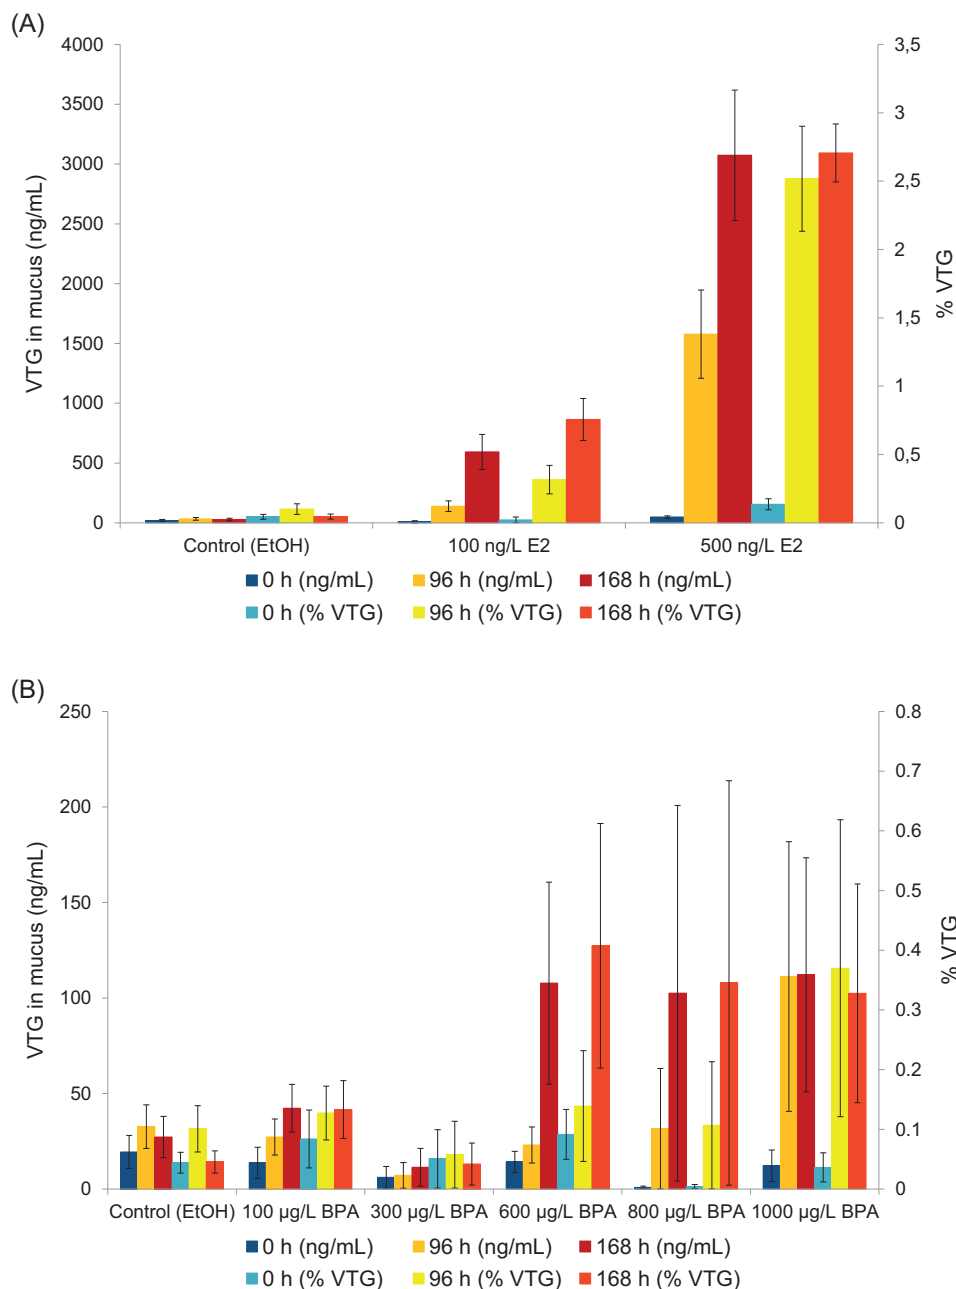 (A)
4000
3500
3000
2500
2000
1500
1000
500
0
VTG in mucus (ng/mL)
3,5
3
2,5
2
1,5
1
0,5
0
% VTG
Control (EtOH) 100 ng/L E2 500 ng/L E2
0 h (ng/mL) 96 h (ng/mL) 168 h (ng/mL)
0 h (% VTG) 96 h (% VTG) 168 h (% VTG)
(B)
250
200
150
100
50
0
VTG in mucus (ng/mL)
0.8
0.7
0.6
0.5
0.4
0.3
0.2
0.1
0
% VTG
Control (EtOH) 100 µg/L BPA 300 µg/L BPA 600 µg/L BPA 800 µg/L BPA 1000 µg/L BPA
0 h (ng/mL) 96 h (ng/mL) 168 h (ng/mL)
0 h (% VTG) 96 h (% VTG) 168 h (% VTG)